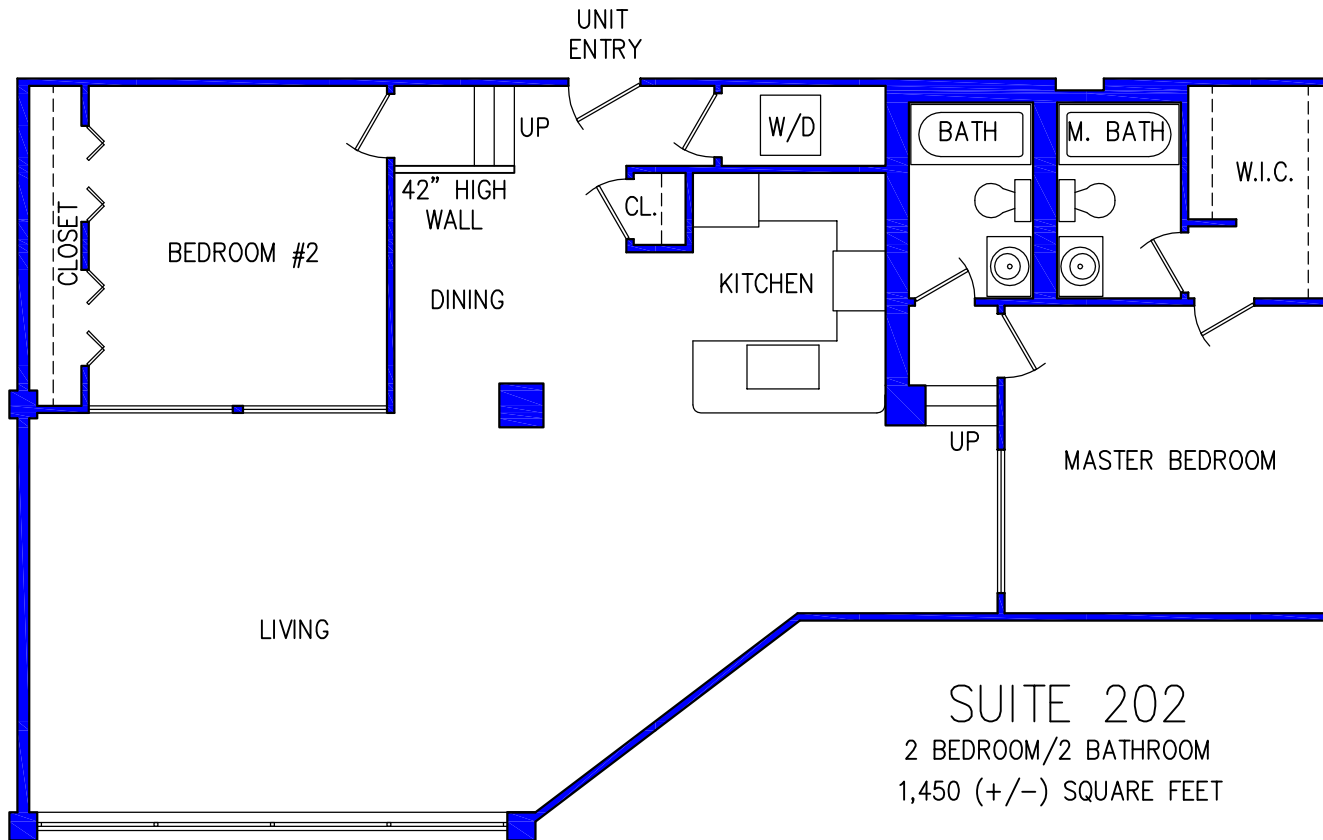 UNIT
ENTRY
UP
W/D
BATH
M. BATH
W.I.C.
42" HIGH
WALL
CL.
CLOSET
BEDROOM #2
DINING
KITCHEN
UP
MASTER BEDROOM
LIVING
SUITE 202
2 BEDROOM/2 BATHROOM
1,450 (+/-) SQUARE FEET